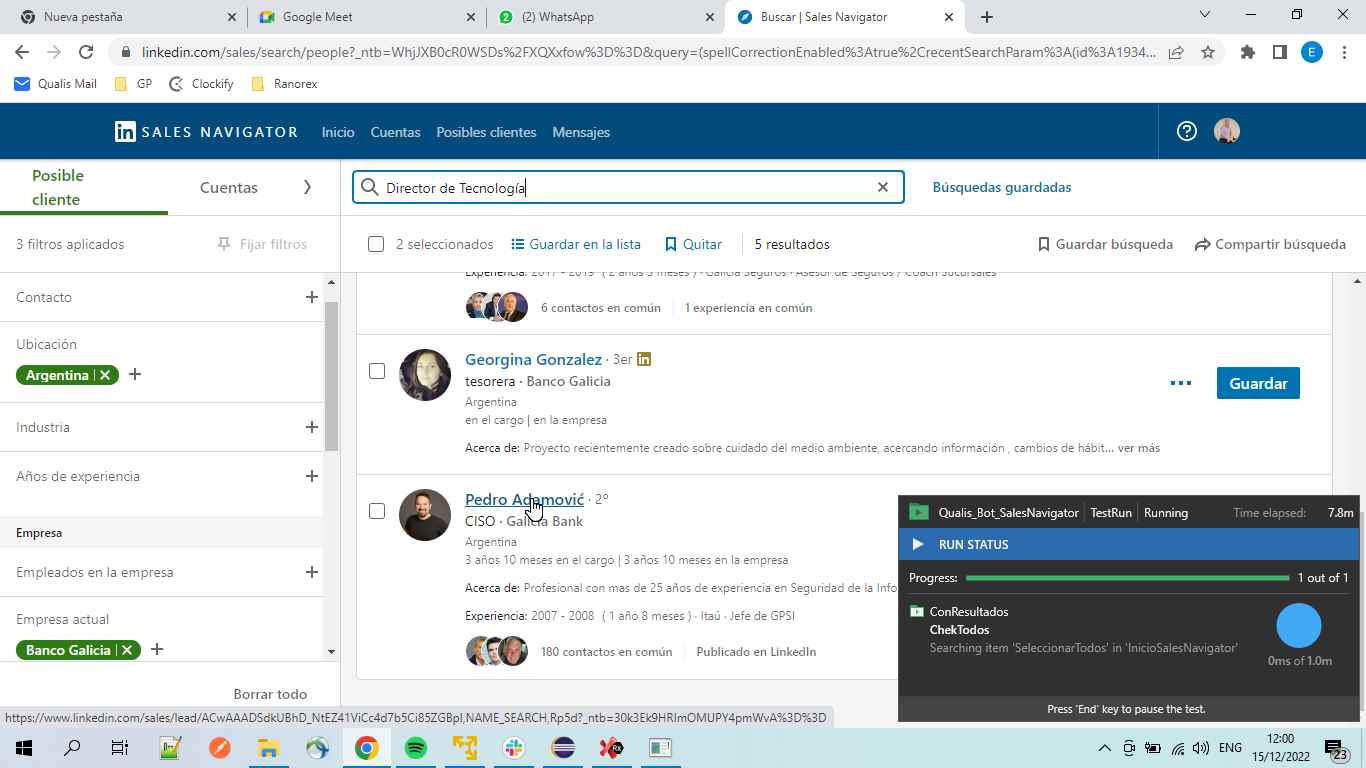 Nueva pestaña
Google Meet
(2) WhatsApp
Buscar | Sales Navigator
linkedin.com/sales/search/people?_ntb=WhjJXB0cR0WSDs%2FXQXxfow%3D%3D&query=(spellCorrectionEnabled%3Atrue%2CrecentSearchParam%3A(id%3A1934...
E
Qualis Mail
GP
Clockify
Ranorex
in SALES NAVIGATOR
Inicio
Cuentas
Posibles clientes
Mensajes
Posible
cliente
Cuentas
Director de Tecnología
Búsquedas guardadas
3 filtros aplicados
Fijar filtros
2 seleccionados
Guardar en la lista
Quitar
5 resultados
Guardar búsqueda
Compartir búsqueda
Contacto
Ubicación
Argentina
Industria
Años de experiencia
Empresa
Empleados en la empresa
Empresa actual
Banco Galicia
Borrar todo
Experiencia: 2017 - 2019 ( 2 años 3 meses ) · Galicia Seguros · Asesor de Seguros / Coach Sucursales
6 contactos en común
1 experiencia en común
Georgina Gonzalez · 3er in
tesorera · Banco Galicia
Argentina
en el cargo | en la empresa
Acerca de: Proyecto recientemente creado sobre cuidado del medio ambiente, acercando información , cambios de hábit... ver más
Guardar
Pedro Adamović · 2º
CISO · Galicia Bank
Argentina
3 años 10 meses en el cargo | 3 años 10 meses en la empresa
Acerca de: Profesional con mas de 25 años de experiencia en Seguridad de la Info
Experiencia: 2007 - 2008 ( 1 año 8 meses ) · Itaú · Jefe de GPSI
180 contactos en común
Publicado en LinkedIn
Qualis_Bot_SalesNavigator
TestRun
Running
Time elapsed: 7.8m
RUN STATUS
Progress:
1 out of 1
ConResultados
ChekTodos
Searching item 'SeleccionarTodos' in 'InicioSalesNavigator'
0ms of 1.0m
Press 'End' key to pause the test.
https://www.linkedin.com/sales/lead/ACwAAADSdkUBhD_NtEZ41ViCc4d7b5Ci85ZGBpI,NAME_SEARCH,Rp5d?_ntb=30k3Ek9HRImOMUPY4pmWvA%3D%3D
ENG
12:00
15/12/2022
23